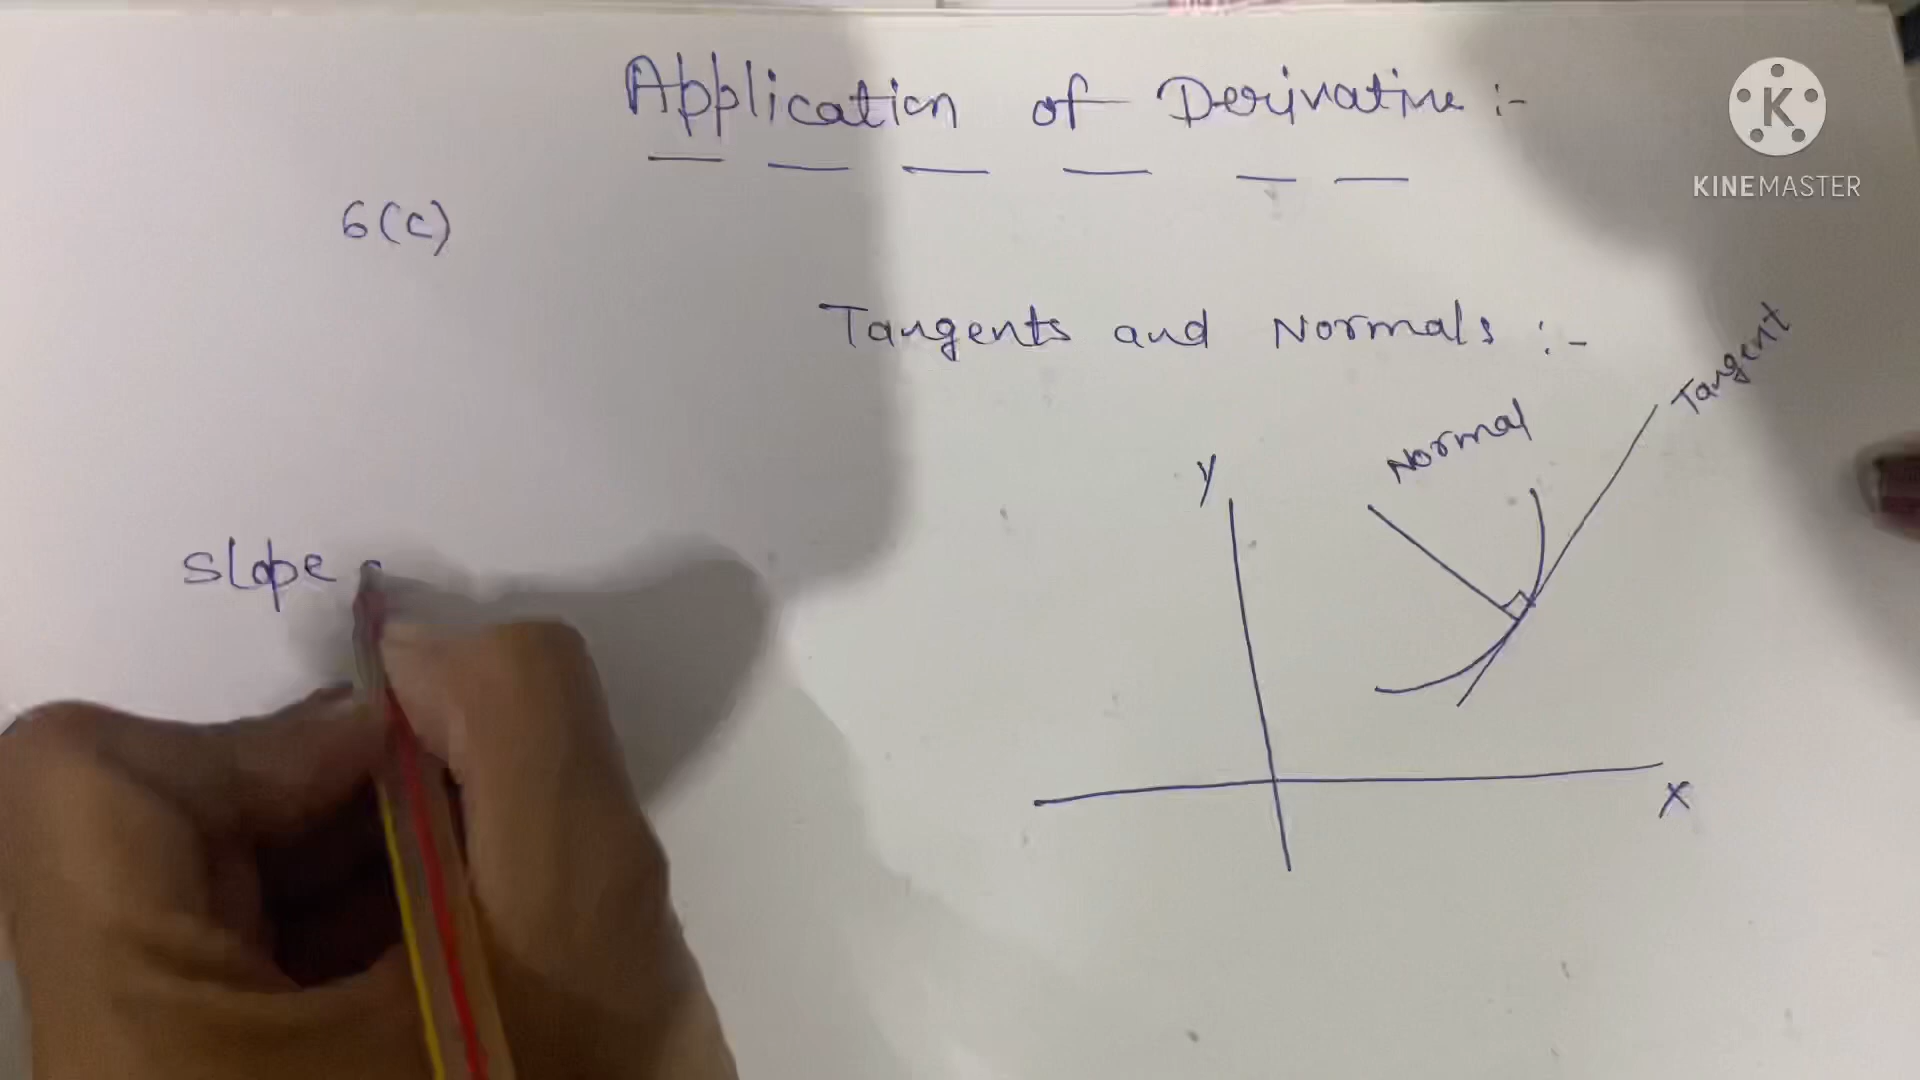 Application of Derivative :-
6(C)
Tangents and Normals :-
Tangent
Normal
y
slope
x
K
KINEMASTER